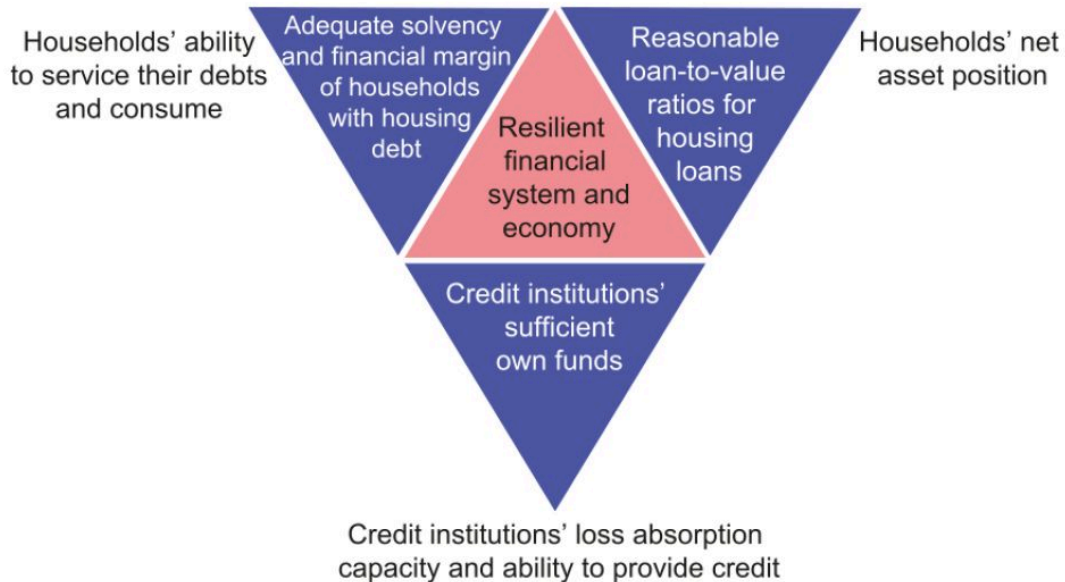 Households’ ability
to service their debts
and consume
Adequate solvency
and financial margin
of households
with housing
debt
Resilient
financial
system and
economy
Reasonable
loan-to-value
ratios for
housing
loans
Households’ net
asset position
Credit institutions’
sufficient
own funds
Credit institutions’ loss absorption
capacity and ability to provide credit